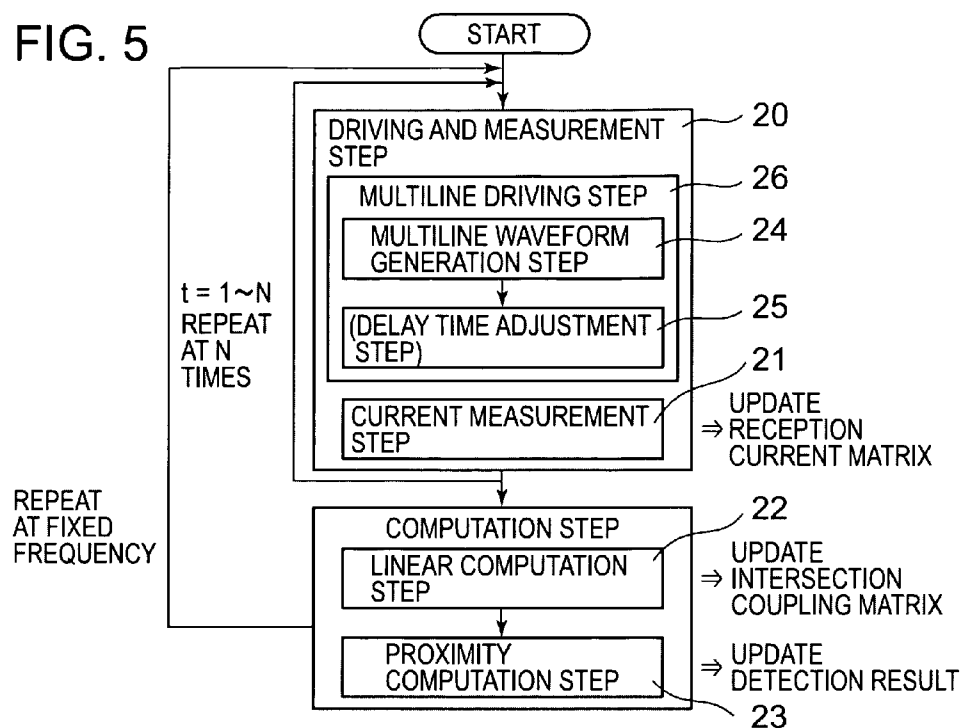 FIG. 5
START
DRIVING AND MEASUREMENT
STEP
20
MULTILINE DRIVING STEP
26
MULTILINE WAVEFORM
GENERATION STEP
24
(DELAY TIME ADJUSTMENT
STEP)
25
t = 1~N
REPEAT
AT N
TIMES
CURRENT MEASUREMENT
STEP
21
⇒ UPDATE
RECEPTION
CURRENT MATRIX
REPEAT
AT FIXED
FREQUENCY
COMPUTATION STEP
22
LINEAR COMPUTATION
STEP
⇒ UPDATE
INTERSECTION
COUPLING MATRIX
PROXIMITY
COMPUTATION STEP
23
⇒ UPDATE
DETECTION RESULT